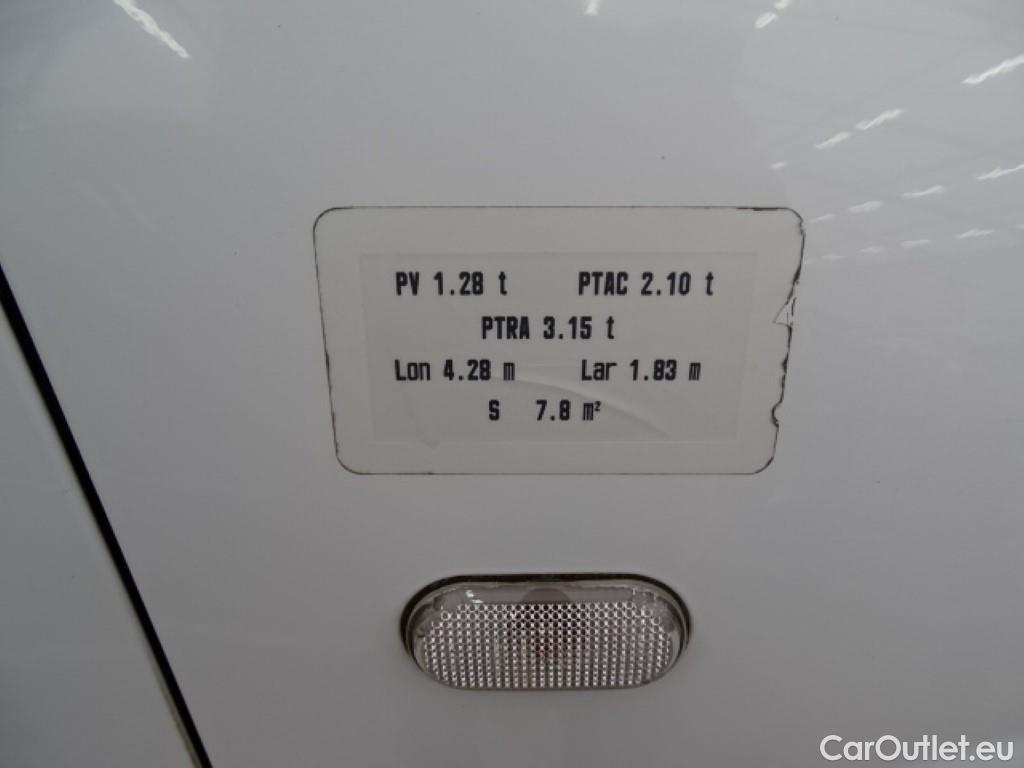 PV 1.28 t PTAC 2.10 t
PTRA 3.15 t
Lon 4.28 m Lar 1.83 m
S 7.8 m²
CarOutlet.eu